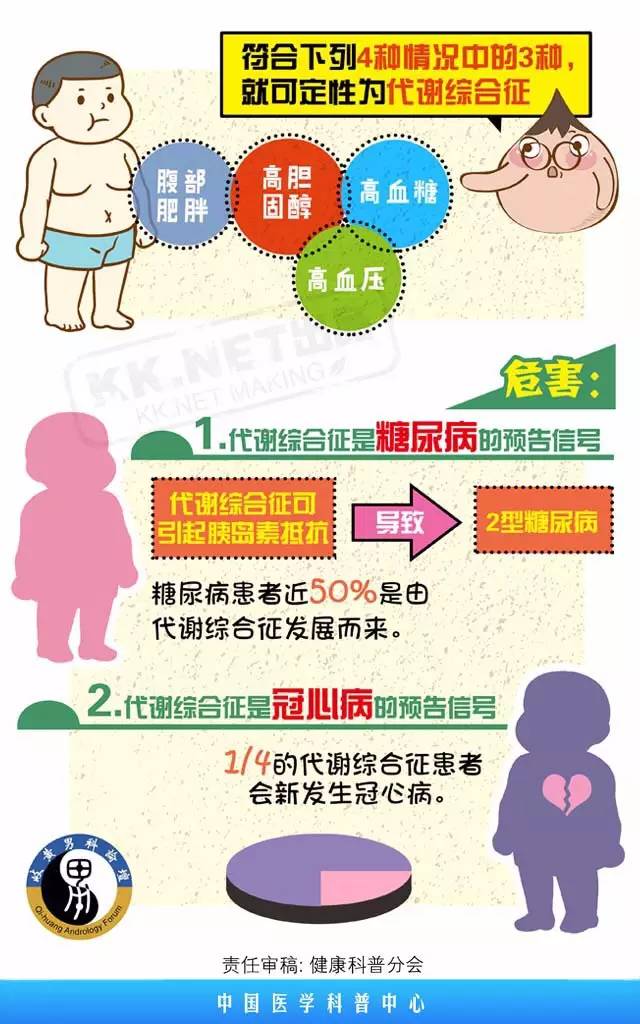 符合下列4种情况中的3种，
就可定性为代谢综合征
腹部
肥胖
高胆
固醇
高血糖
高血压
KK.NET出品
KK.NET MAKING
危害：
1.代谢综合征是糖尿病的预告信号
代谢综合征可
引起胰岛素抵抗
导致
2型糖尿病
糖尿病患者近50%是由
代谢综合征发展而来。
2.代谢综合征是冠心病的预告信号
1/4的代谢综合征患者
会新发生冠心病。
岐黄男科论坛
Qi-huang Andrology Forum
责任审稿: 健康科普分会
中国医学科普中心